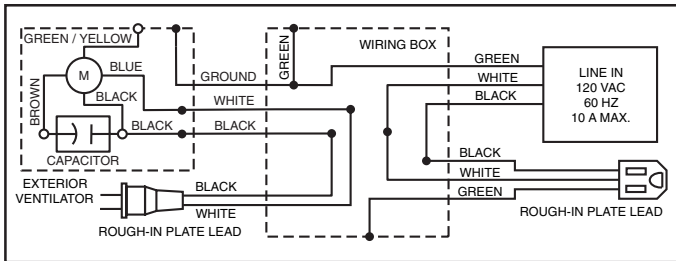 GREEN / YELLOW
M
BLUE
BROWN
BLACK
CAPACITOR
BLACK
GROUND
WHITE
BLACK
GREEN
WIRING BOX
GREEN
WHITE
BLACK
LINE IN
120 VAC
60 HZ
10 A MAX.
EXTERIOR
VENTILATOR
BLACK
WHITE
ROUGH-IN PLATE LEAD
BLACK
WHITE
GREEN
ROUGH-IN PLATE LEAD